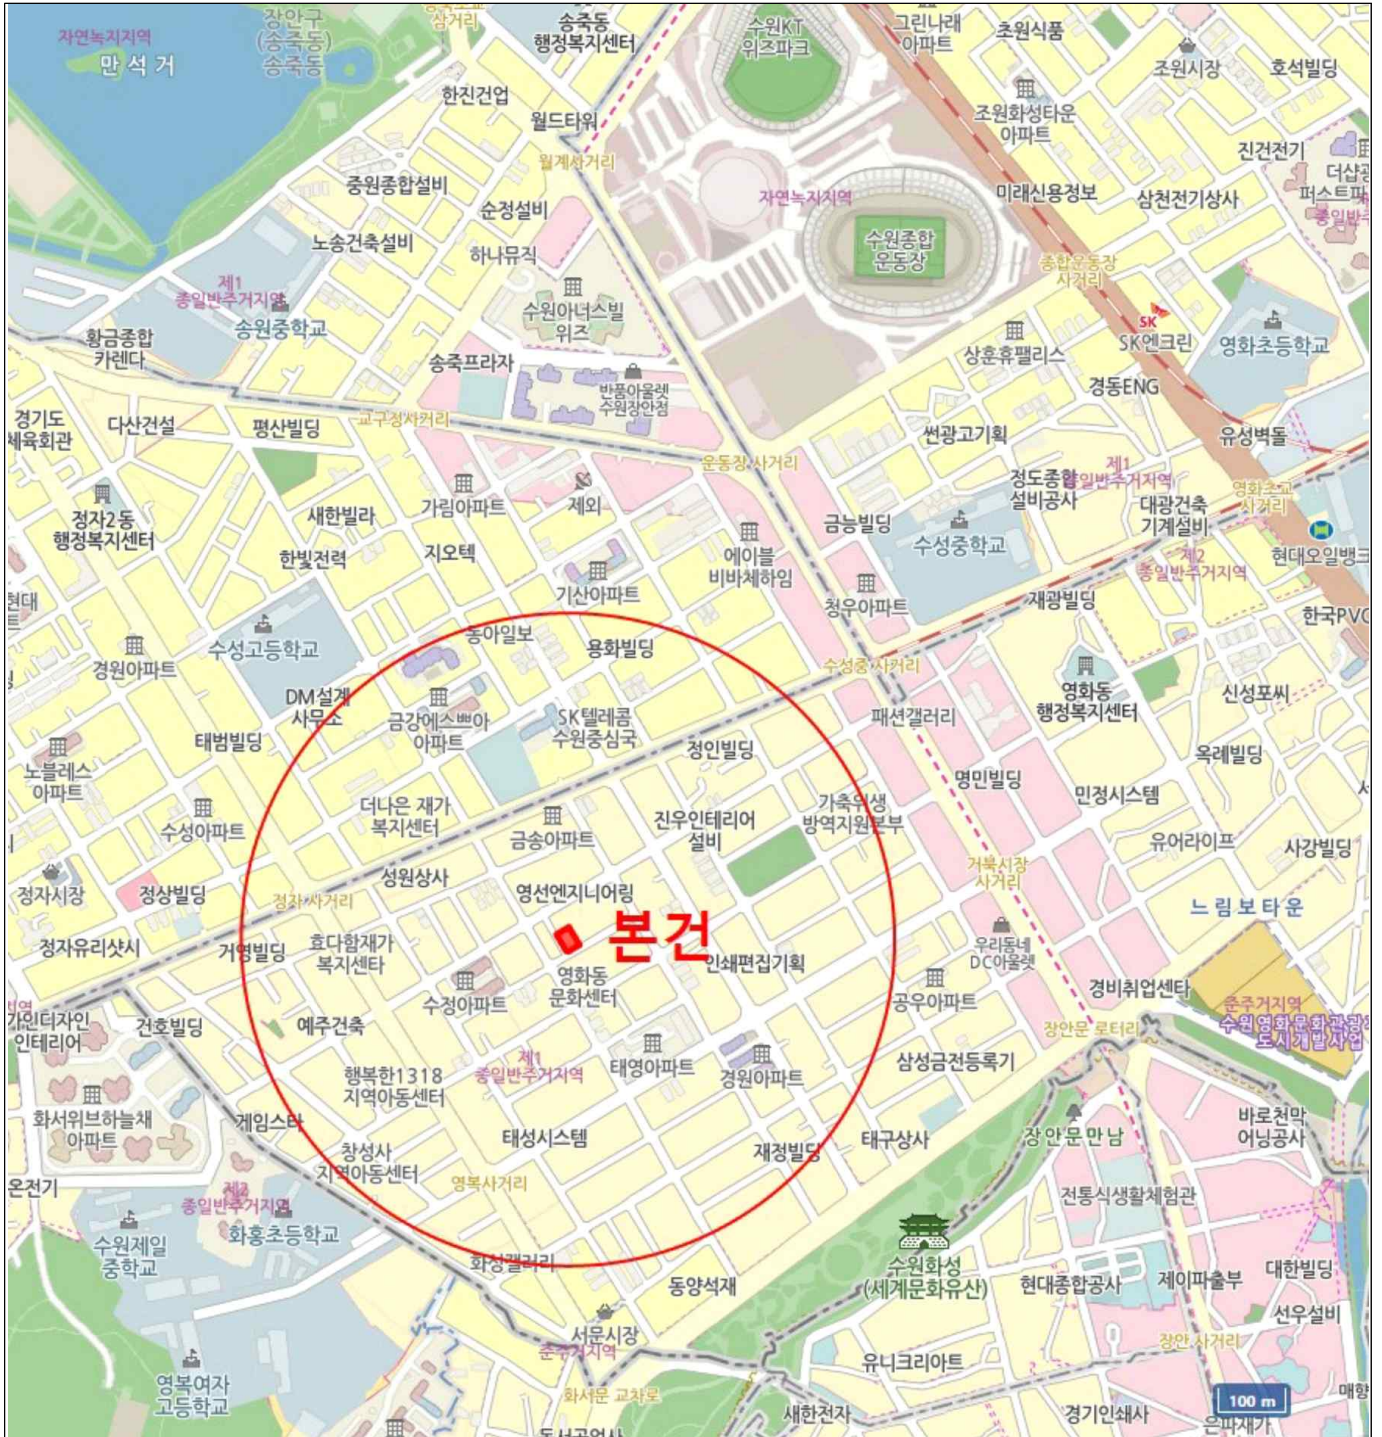 장안구
(송죽동)
송죽동
자연녹지지역
만석거
삼거리
송죽동
행정복지센터
수원KT
위즈파크
그린나래
아파트
초원식품
조원시장
호석빌딩
한진건업
월드타워
월계사거리
조원화성타운
아파트
진건전기
중원종합설비
순정설비
자연녹지지역
미래신용정보
삼천전기상사
노송건축설비
하나뮤직
수원종합
운동장
종합운동장
사거리
제1
종일반주거지역
송원중학교
수원아너스빌
위즈
황금종합
카렌다
송죽프라자
상훈휴팰리스
SK
SK엔크린
영화초등학교
반품아울렛
수원장안점
경동ENG
경기도
체육회관
다산건설
평산빌딩
교구정사거리
썬광고기획
유성벽돌
운동장 사거리
제1
종일반주거지역
정도종합
설비공사
영화초교
사거리
정자2동
행정복지센터
새한빌라
가림아파트
제외
금능빌딩
대광건축
기계설비
한빛전력
지오텍
에이블
비바체하임
수성중학교
제2
종일반주거지역
현대오일뱅크
기산아파트
청우아파트
재광빌딩
한국PVC
동아일보
용화빌딩
수성고등학교
경원아파트
수성중 사거리
영화동
행정복지센터
신성포씨
DM설계
사무소
금강에스쁘아
아파트
SK텔레콤
수원중심국
패션갤러리
태범빌딩
정인빌딩
옥례빌딩
노블레스
아파트
명민빌딩
민정시스템
더나은 재가
복지센터
가축위생
방역지원본부
수성아파트
금송아파트
진우인테리어
설비
유어라이프
사강빌딩
거북시장
사거리
정자시장
정상빌딩
성원상사
영선엔지니어링
정자 사거리
느림보타운
본건
정자유리샷시
거영빌딩
효다함재가
복지센타
우리동네
DC아울렛
인쇄편집기획
영화동
문화센터
수정아파트
공우아파트
경비취업센타
준주거지역
가인디자인
인테리어
건호빌딩
예주건축
장안문 로터리
제1
종일반주거지역
태영아파트
경원아파트
삼성금전등록기
행복한1318
지역아동센터
화서위브하늘채
아파트
게임스타
태성시스템
태구상사
장안문만남
바로천막
어닝공사
창성사
지역아동센터
재정빌딩
영복사거리
온전기
종일반주거지역
화홍초등학교
전통식생활체험관
수원제일
중학교
화성갤러리
수원화성
(세계문화유산)
현대종합공사
제이파출부
대한빌딩
동양석재
선우설비
서문시장
준주거지역
장안 사거리
유니크리아트
영복여자
고등학교
화서문 교차로
새한전자
경기인쇄사
100 m